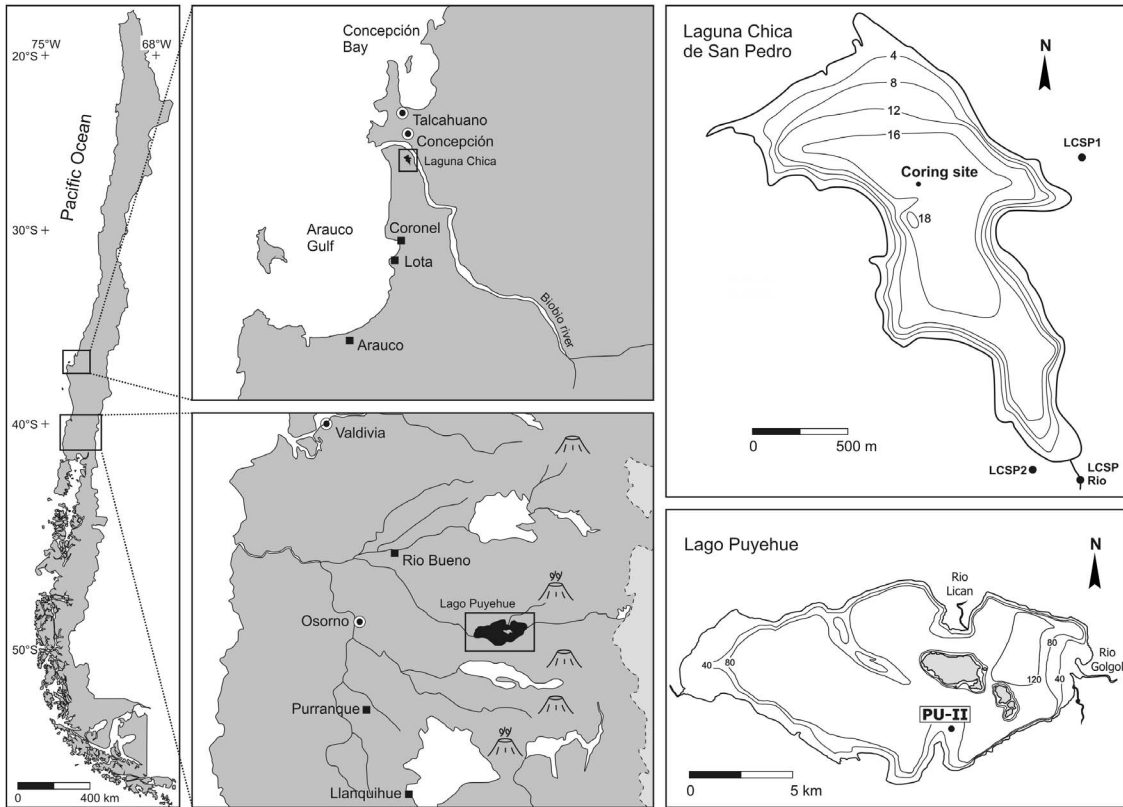 75°W
68°W
20°S
30°S
40°S
50°S
Pacific Ocean
0
400 km
Concepción
Bay
Talcahuano
Concepción
Laguna Chica
Arauco
Gulf
Coronel
Lota
Biobio river
Arauco
Valdivia
Rio Bueno
Lago Puyehue
Osorno
Purranque
Llanquihue
Laguna Chica
de San Pedro
N
4
8
12
16
LCSP1
Coring site
18
0
500 m
LCSP2
LCSP
Rio
Lago Puyehue
N
Rio
Lican
80
40
80
Rio
Golgol
120
40
PU-II
0
5 km